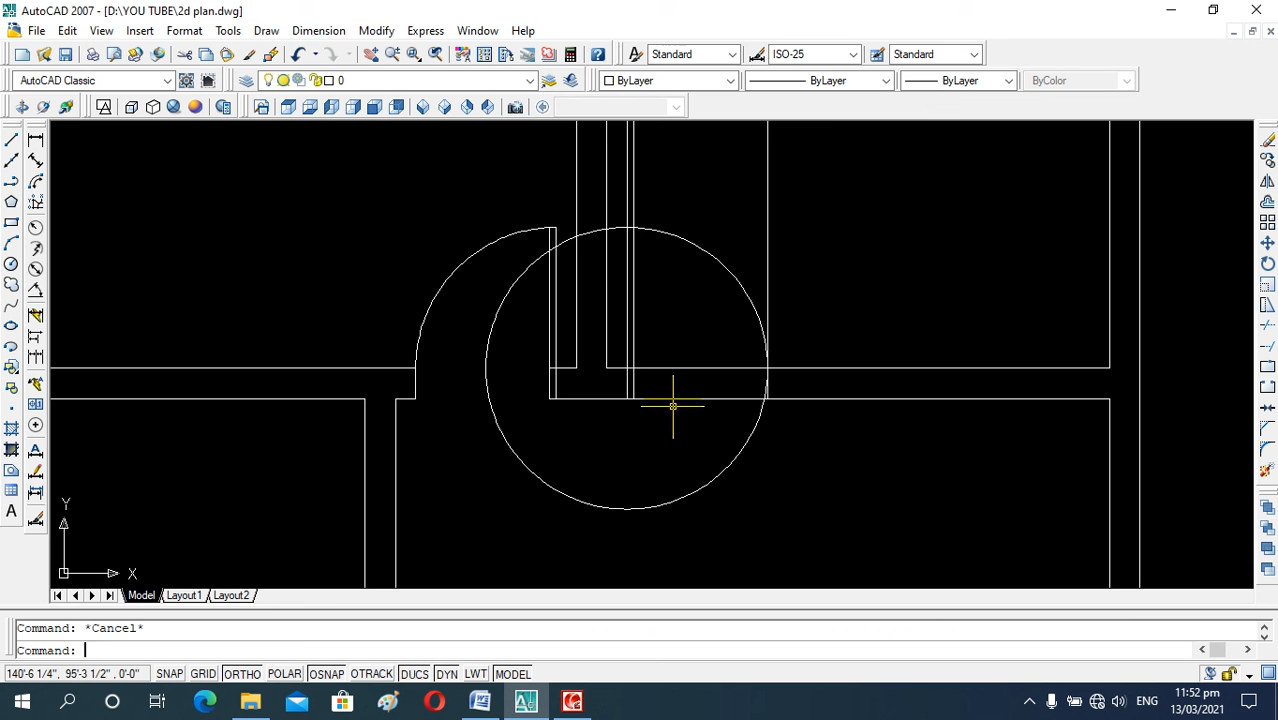 AutoCAD 2007 - [D:\YOU TUBE\2d plan.dwg]
File Edit View Insert Format Tools Draw Dimension Modify Express Window Help
Standard ISO-25 Standard
AutoCAD Classic 0 ByLayer ByLayer ByLayer ByColor
Y
X
Model Layout1 Layout2
Command: *Cancel*
Command:
140'-6 1/4", 95'-3 1/2", 0'-0" SNAP GRID ORTHO POLAR OSNAP OTRACK DUCS DYN LWT MODEL
ENG 11:52 pm
13/03/2021